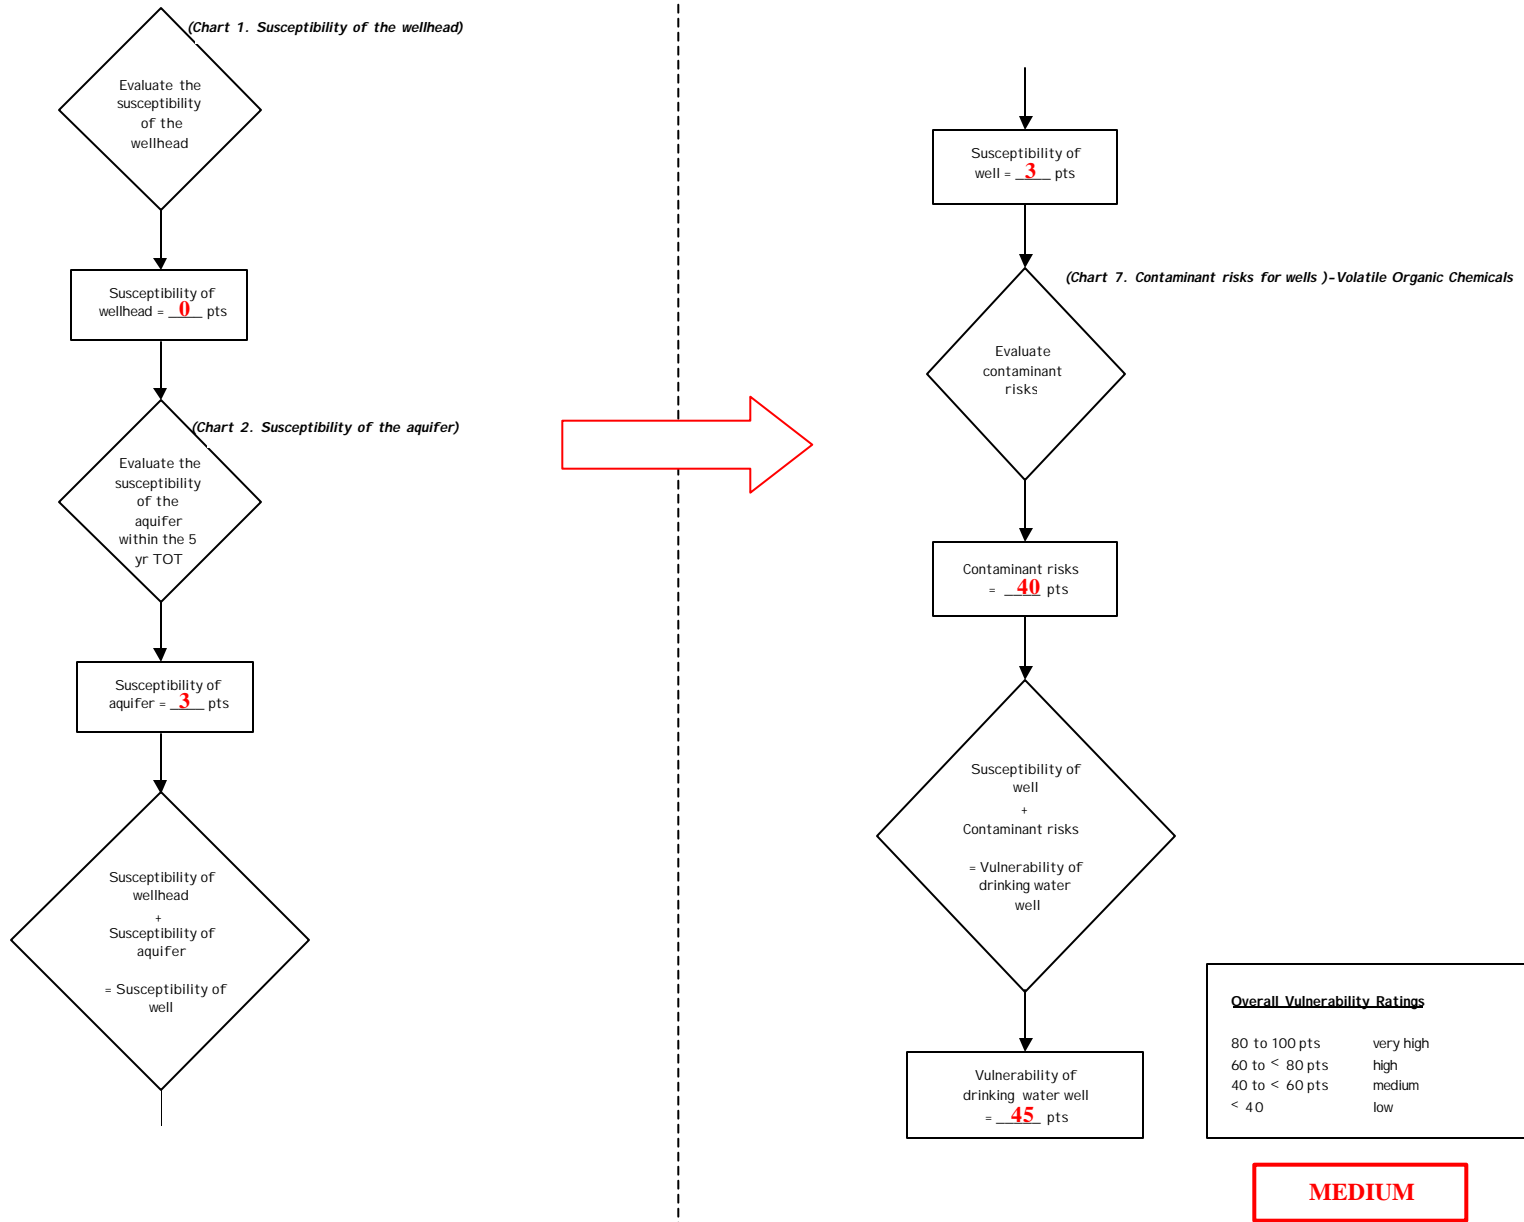 (Chart 1. Susceptibility of the wellhead)
Evaluate the
susceptibility
of the
wellhead
Susceptibility of
wellhead = 0 pts
(Chart 2. Susceptibility of the aquifer)
Evaluate the
susceptibility
of the
aquifer
within the 5
yr TOT
Susceptibility of
aquifer = 3 pts
Susceptibility of
wellhead
+
Susceptibility of
aquifer
= Susceptibility of
well
Susceptibility of
well = 3 pts
(Chart 7. Contaminant risks for wells )-Volatile Organic Chemicals
Evaluate
contaminant
risks
Contaminant risks
= 40 pts
Susceptibility of
well
+
Contaminant risks
= Vulnerability of
drinking water
well
Vulnerability of
drinking water well
= 45 pts
Overall Vulnerability Ratings
80 to 100 pts very high
60 to < 80 pts high
40 to < 60 pts medium
< 40 low
MEDIUM